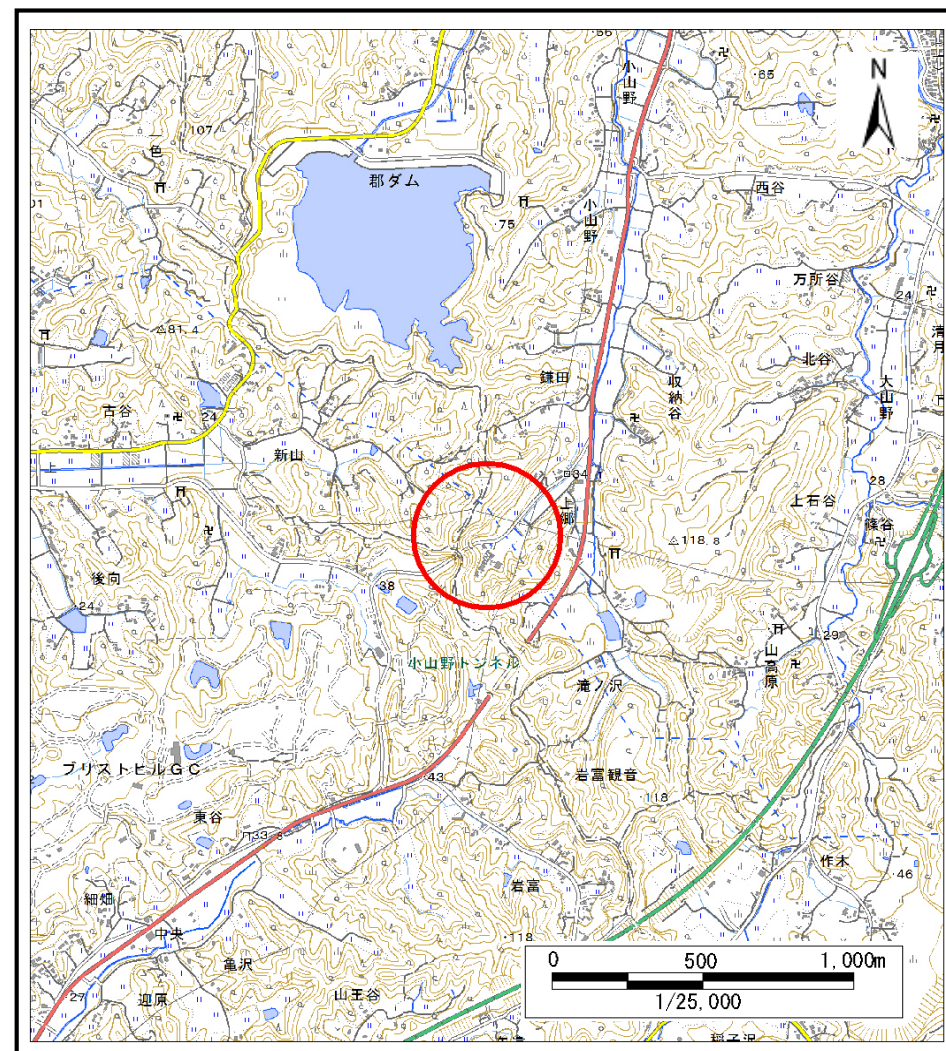 66
小山野
65
N
107
一色
郡ダム
西谷
75
小山野
万所谷
24
81.4
鎌田
収納谷
北谷
大山野
古谷
24
新山
34
上郷
上石谷
28
篠谷
118.8
後向
24
38
29
山高原
小山野トンネル
滝ノ沢
ブリストヒルGC
43
岩富観音
118
東谷
33.8
作木
46
細畑
岩富
中央
118
亀沢
27
迎原
山王谷
稲子沢
0 500 1,000m
1/25,000